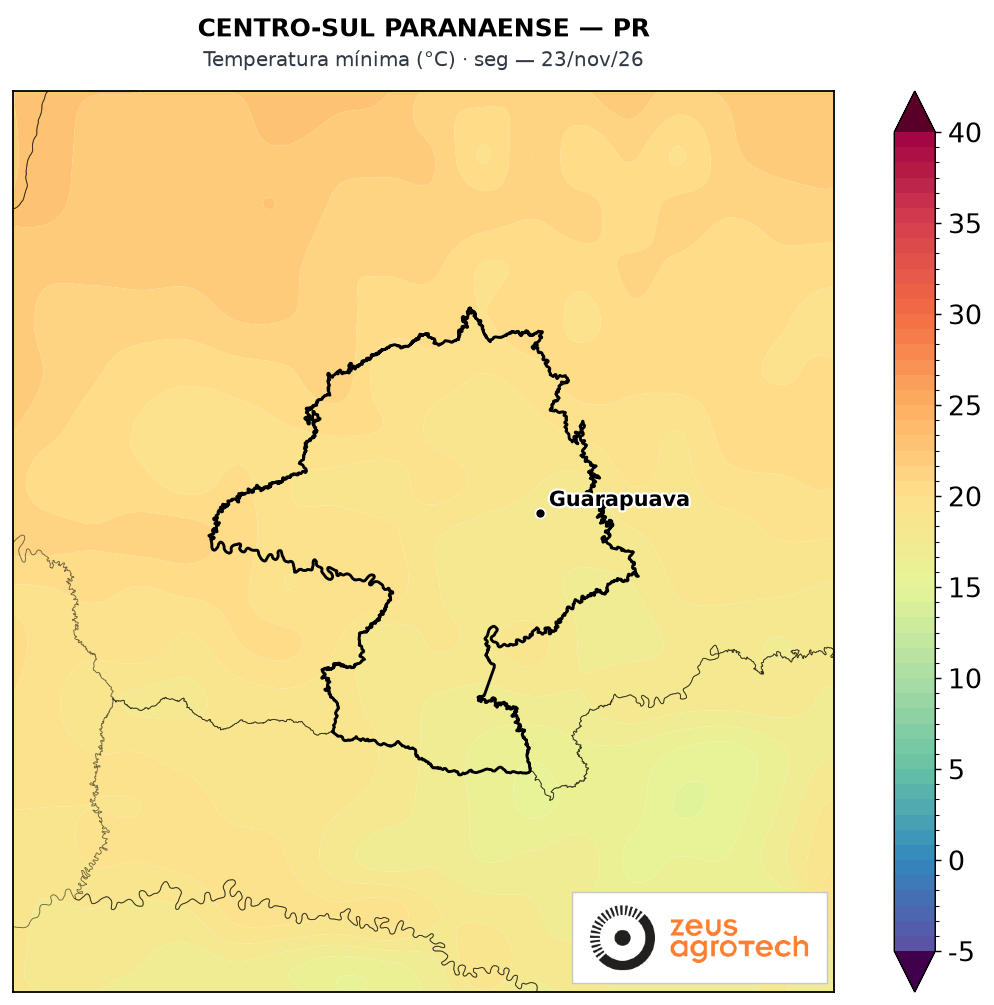 CENTRO-SUL PARANAENSE — PR
Temperatura mínima (°C) · seg — 23/nov/26
40
35
30
25
20
15
10
5
0
-5
Guarapuava
zeus
agrotech